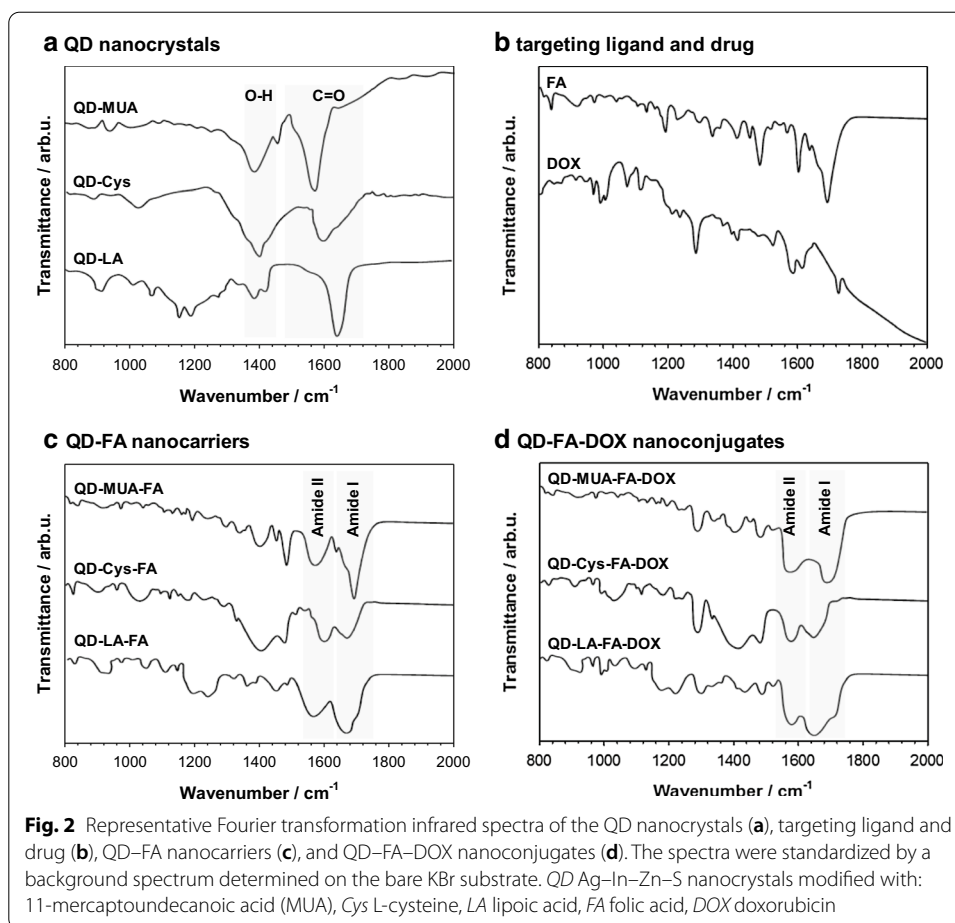 a QD nanocrystals
O-H
C=O
QD-MUA
QD-Cys
QD-LA
Transmittance / arb.u.
800 1000 1200 1400 1600 1800 2000
Wavenumber / cm⁻¹
b targeting ligand and drug
FA
DOX
Transmittance / arb.u.
800 1000 1200 1400 1600 1800 2000
Wavenumber / cm⁻¹
c QD-FA nanocarriers
Amide II
Amide I
QD-MUA-FA
QD-Cys-FA
QD-LA-FA
Transmittance / arb.u.
800 1000 1200 1400 1600 1800 2000
Wavenumber / cm⁻¹
d QD-FA-DOX nanoconjugates
Amide II
Amide I
QD-MUA-FA-DOX
QD-Cys-FA-DOX
QD-LA-FA-DOX
Transmittance / arb.u.
800 1000 1200 1400 1600 1800 2000
Wavenumber / cm⁻¹
Fig. 2 Representative Fourier transformation infrared spectra of the QD nanocrystals (a), targeting ligand and
drug (b), QD–FA nanocarriers (c), and QD–FA–DOX nanoconjugates (d). The spectra were standardized by a
background spectrum determined on the bare KBr substrate. QD Ag–In–Zn–S nanocrystals modified with:
11-mercaptoundecanoic acid (MUA), Cys L-cysteine, LA lipoic acid, FA folic acid, DOX doxorubicin